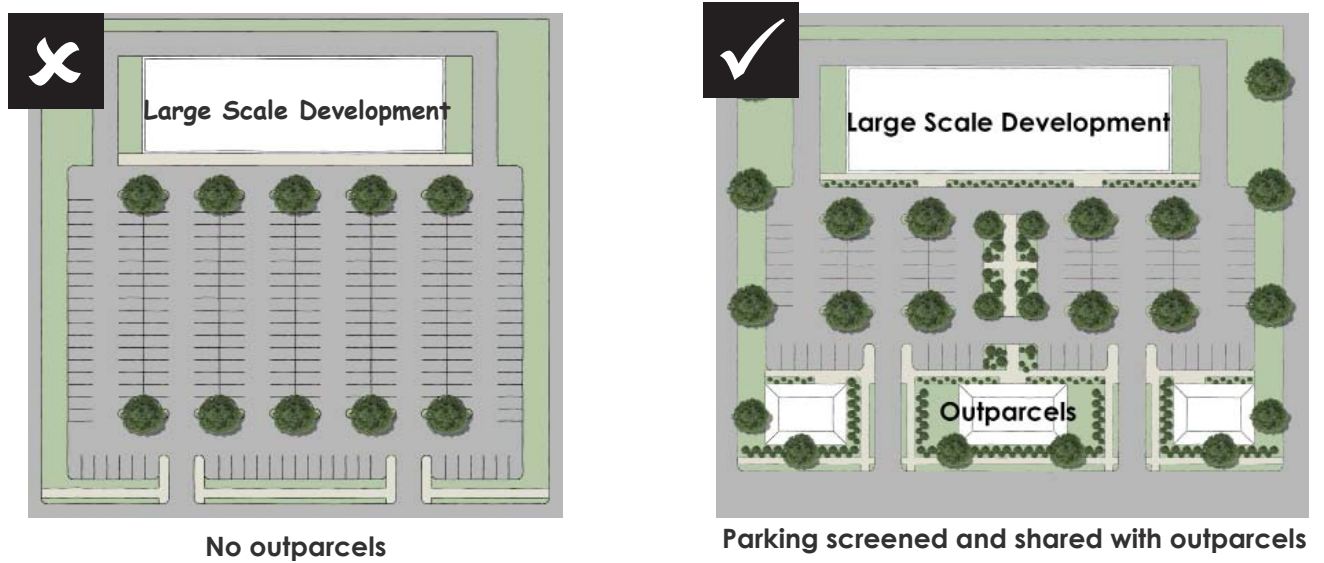 Large Scale Development
No outparcels
Large Scale Development
Outparcels
Parking screened and shared with outparcels